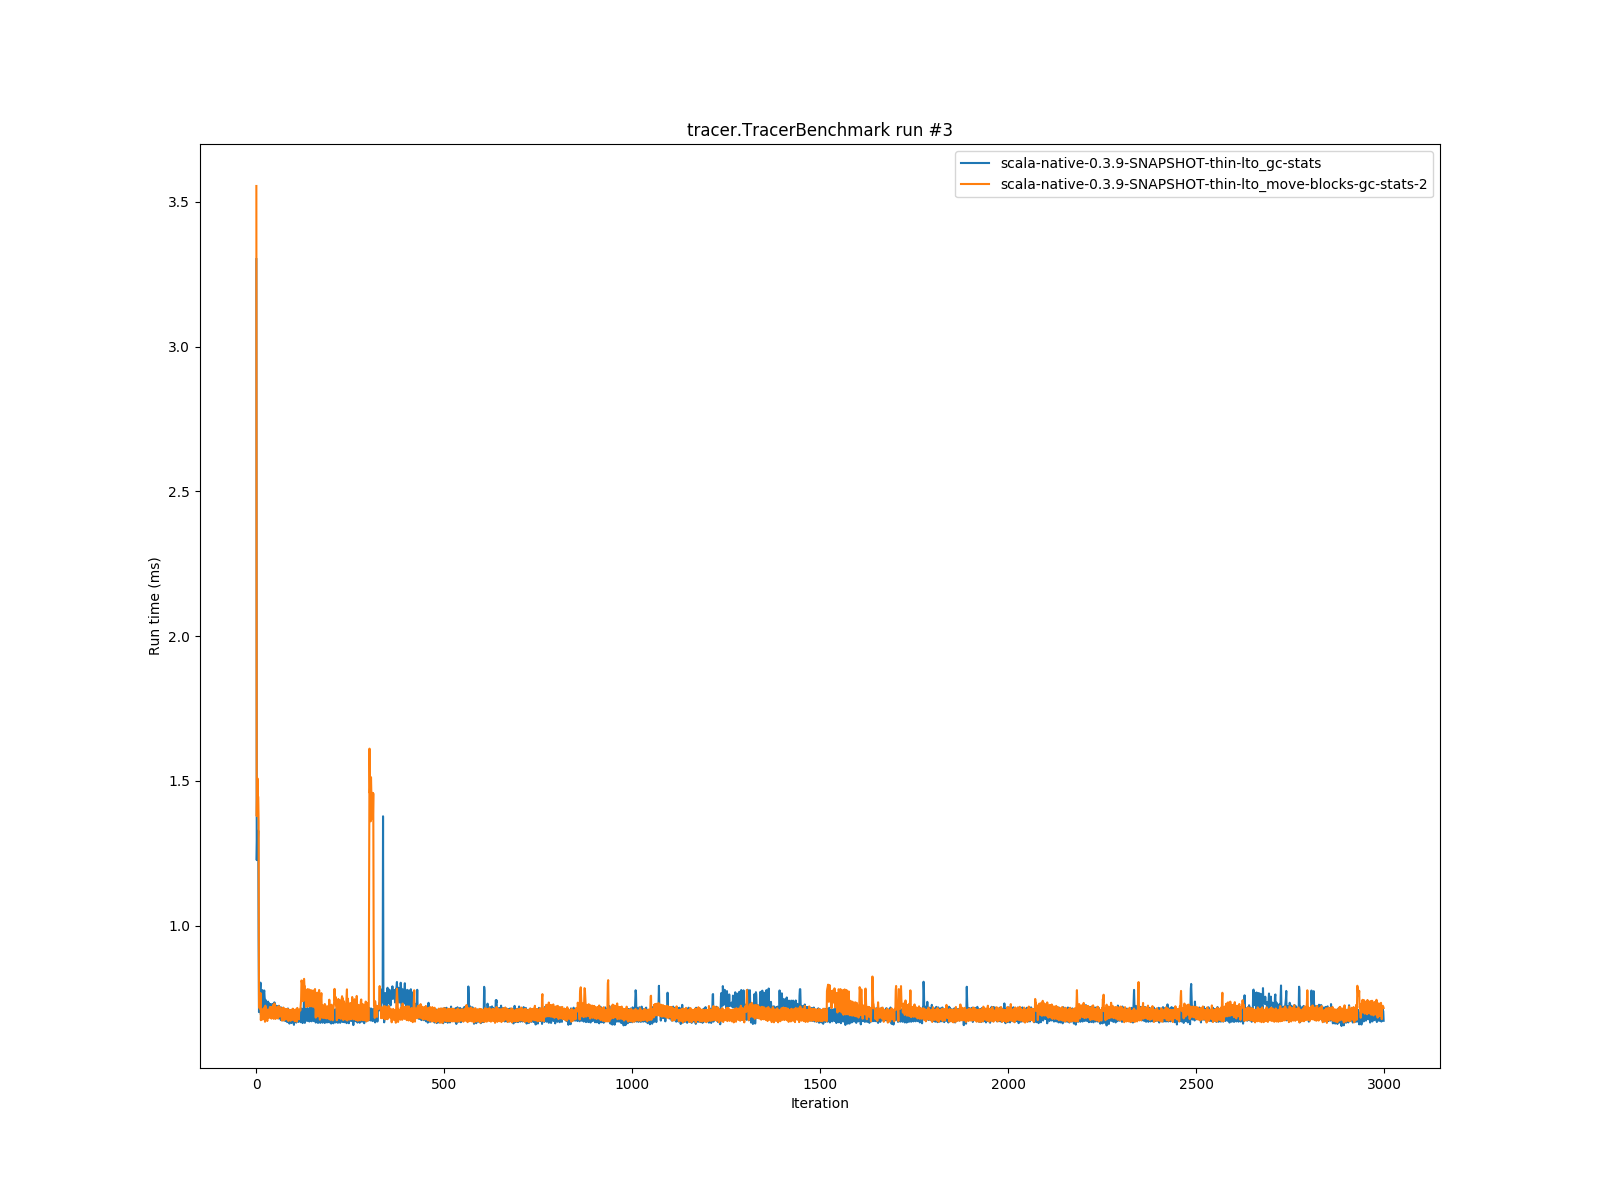 tracer.TracerBenchmark run #3
scala-native-0.3.9-SNAPSHOT-thin-lto_gc-stats
scala-native-0.3.9-SNAPSHOT-thin-lto_move-blocks-gc-stats-2
3.5
3.0
2.5
2.0
1.5
1.0
Run time (ms)
0
500
1000
1500
2000
2500
3000
Iteration